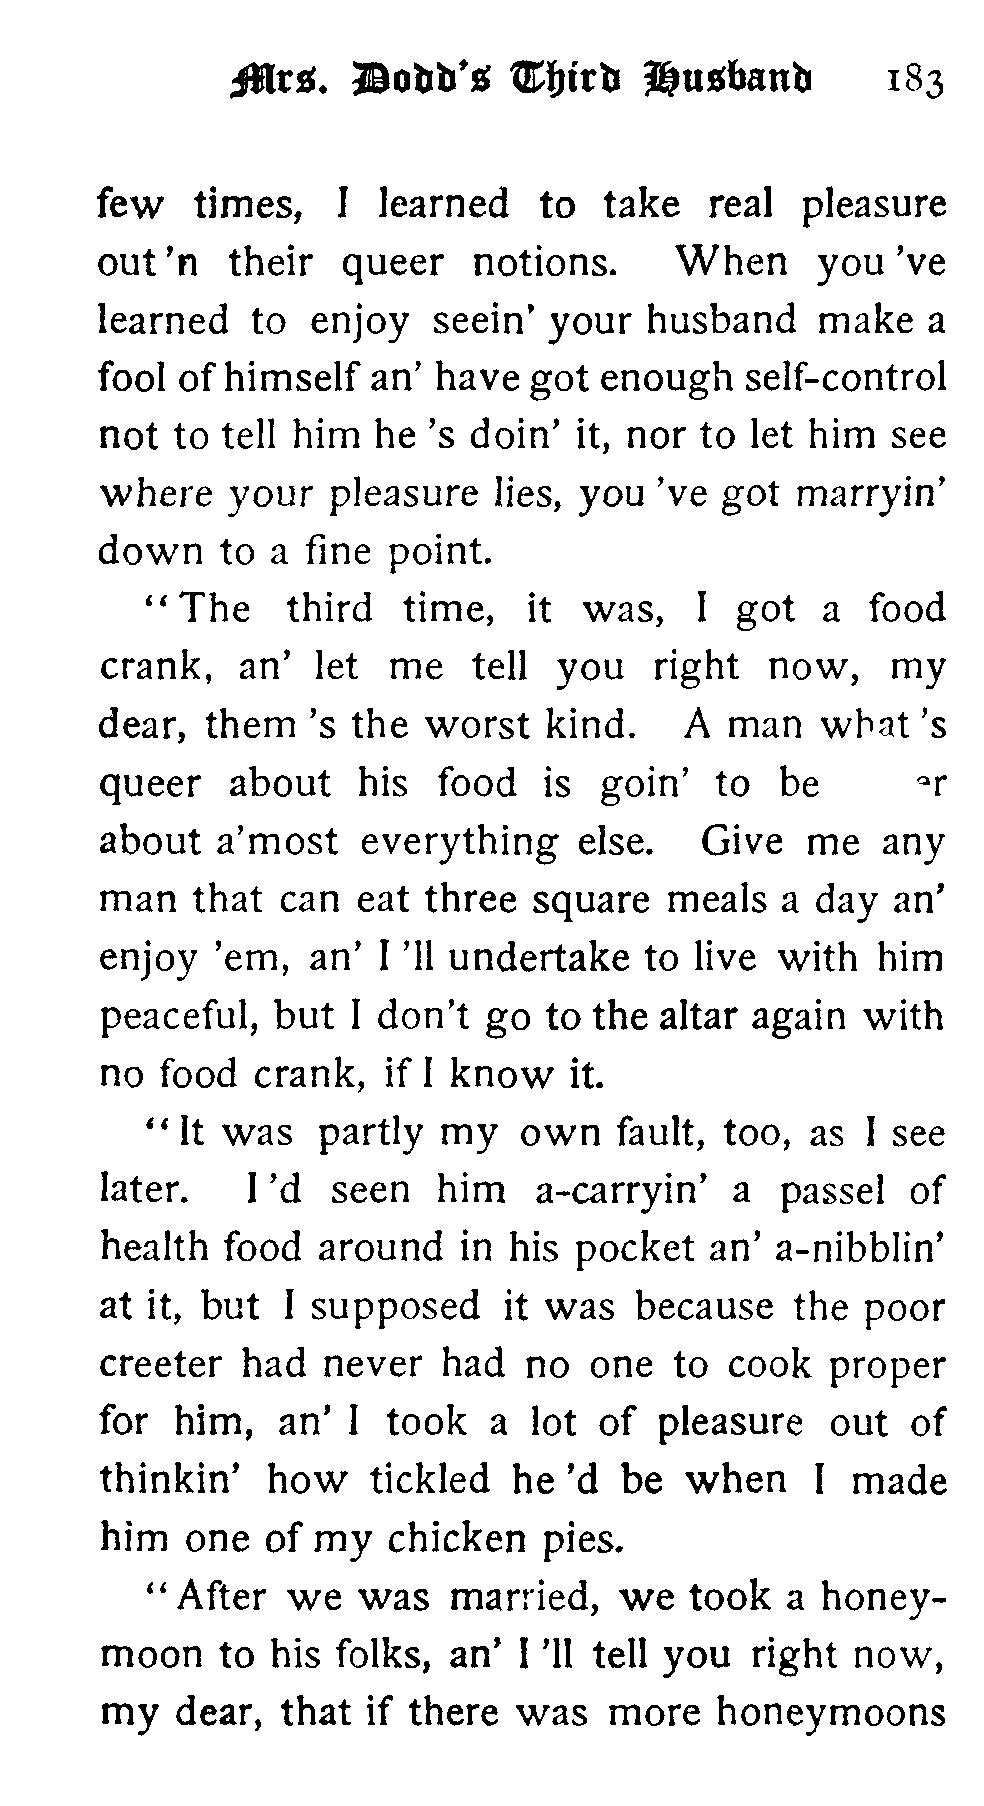 Mrs. Dodd's Third Husband 183
few times, I learned to take real pleasure
out 'n their queer notions. When you 've
learned to enjoy seein' your husband make a
fool of himself an' have got enough self-control
not to tell him he 's doin' it, nor to let him see
where your pleasure lies, you 've got marryin'
down to a fine point.
"The third time, it was, I got a food
crank, an' let me tell you right now, my
dear, them 's the worst kind. A man what 's
queer about his food is goin' to be
about a'most everything else. Give me any
man that can eat three square meals a day an'
enjoy 'em, an' I 'll undertake to live with him
peaceful, but I don't go to the altar again with
no food crank, if I know it.
"It was partly my own fault, too, as I see
later. I 'd seen him a-carryin' a passel of
health food around in his pocket an' a-nibblin'
at it, but I supposed it was because the poor
creeter had never had no one to cook proper
for him, an' I took a lot of pleasure out of
thinkin' how tickled he 'd be when I made
him one of my chicken pies.
"After we was married, we took a honey-
moon to his folks, an' I 'll tell you right now,
my dear, that if there was more honeymoons